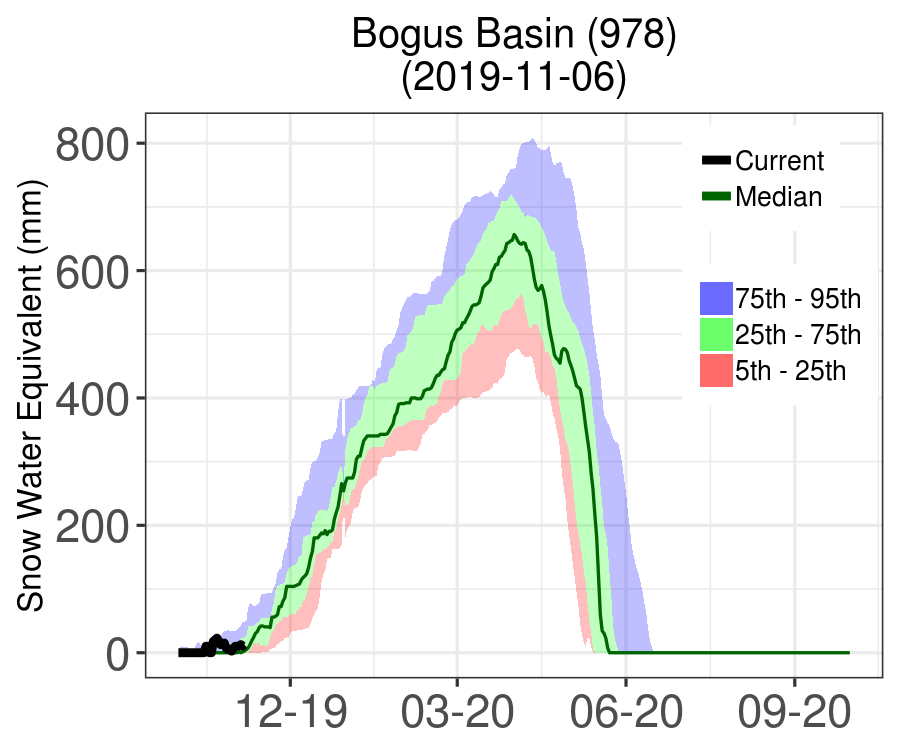 Bogus Basin (978)
(2019-11-06)
Snow Water Equivalent (mm)
800
600
400
200
0
12-19
03-20
06-20
09-20
Current
Median
75th - 95th
25th - 75th
5th - 25th